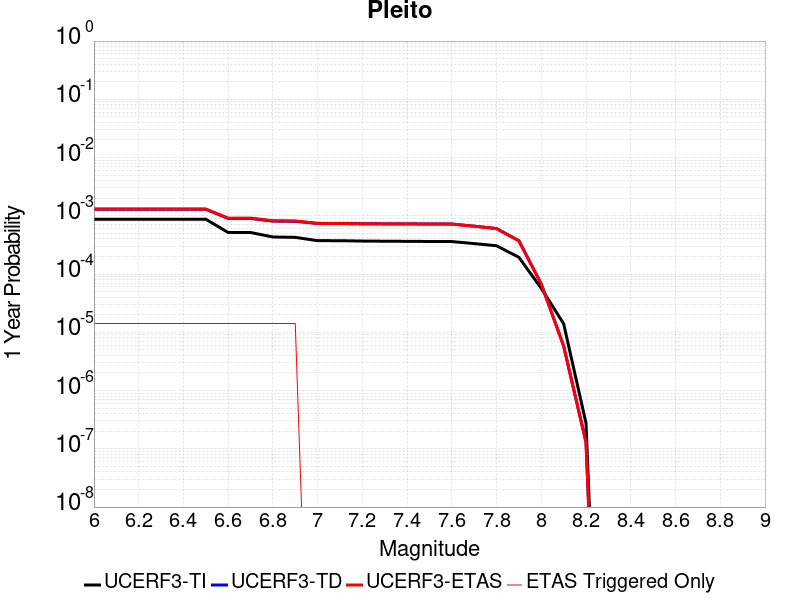 Pleito
10^0
10^-1
10^-2
10^-3
10^-4
10^-5
10^-6
10^-7
10^-8
1 Year Probability
6 6.2 6.4 6.6 6.8 7 7.2 7.4 7.6 7.8 8 8.2 8.4 8.6 8.8 9
Magnitude
UCERF3-TI UCERF3-TD UCERF3-ETAS ETAS Triggered Only